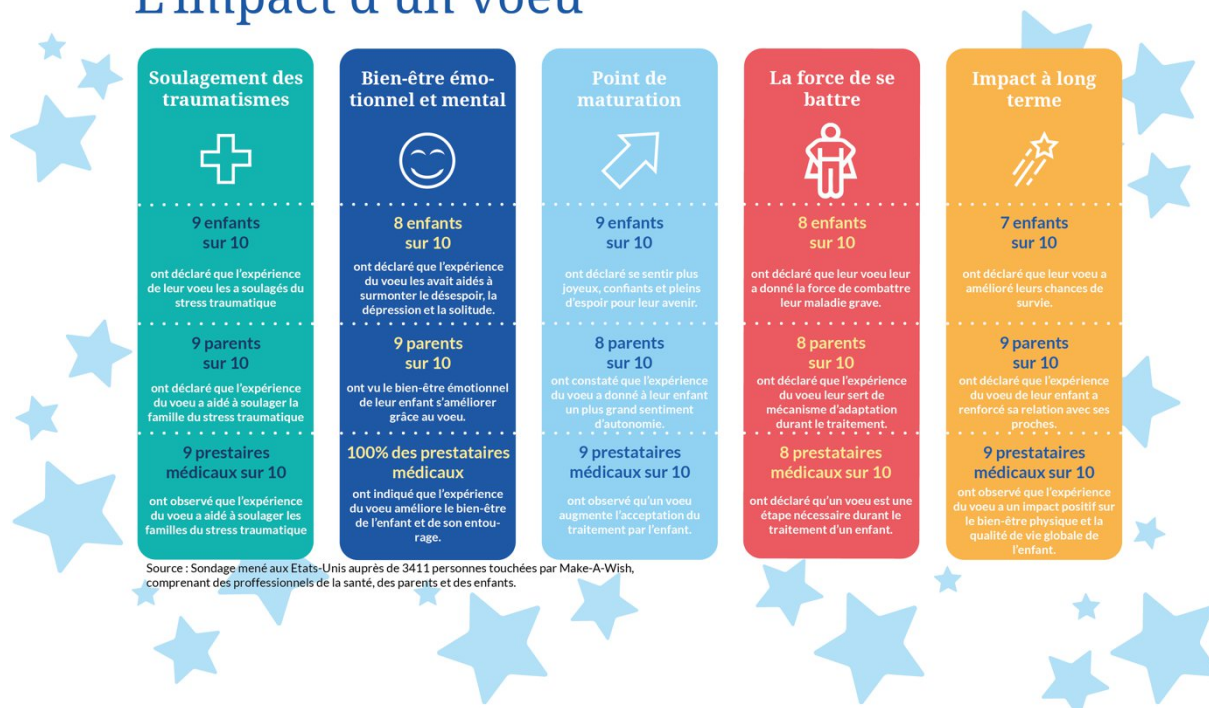 L'impact d'un voeu
Soulagement des
traumatismes
9 enfants
sur 10
ont déclaré que l'expérience
de leur voeu les a soulagés du
stress traumatique
9 parents
sur 10
ont déclaré que l'expérience
du voeu a aidé à soulager la
famille du stress traumatique
9 prestaires
médicaux sur 10
ont observé que l'expérience
du voeu a aidé à soulager les
familles du stress traumatique
Bien-être émo-
tionnel et mental
8 enfants
sur 10
ont déclaré que l'expérience
du voeu les avait aidés à
surmonter le désespoir, la
dépression et la solitude.
9 parents
sur 10
ont vu le bien-être émotionnel
de leur enfant s'améliorer
grâce au voeu.
100% des prestataires
médicaux
ont indiqué que l'expérience
du voeu améliore le bien-être
de l'enfant et de son entou-
rage.
Point de
maturation
9 enfants
sur 10
ont déclaré se sentir plus
joyeux, confiants et pleins
d'espoir pour leur avenir.
8 parents
sur 10
ont constaté que l'expérience
du voeu a donné à leur enfant
un plus grand sentiment
d'autonomie.
9 prestataires
médicaux sur 10
ont observé qu'un voeu
augmente l'acceptation du
traitement par l'enfant.
La force de se
battre
8 enfants
sur 10
ont déclaré que leur voeu leur
a donné la force de combattre
leur maladie grave.
8 parents
sur 10
ont déclaré que l'expérience
du voeu leur sert de
mécanisme d'adaptation
durant le traitement.
8 prestataires
médicaux sur 10
ont déclaré qu'un voeu est une
étape nécessaire durant le
traitement d'un enfant.
Impact à long
terme
7 enfants
sur 10
ont déclaré que leur voeu a
amélioré leurs chances de
survie.
9 parents
sur 10
ont déclaré que l'expérience
du voeu de leur enfant a
renforcé sa relation avec ses
proches.
9 prestataires
médicaux sur 10
ont observé que l'expérience
du voeu a un impact positif sur
le bien-être physique et la
qualité de vie globale de
l'enfant.
Source : Sondage mené aux Etats-Unis auprès de 3411 personnes touchées par Make-A-Wish,
comprenant des proffessionnels de la santé, des parents et des enfants.